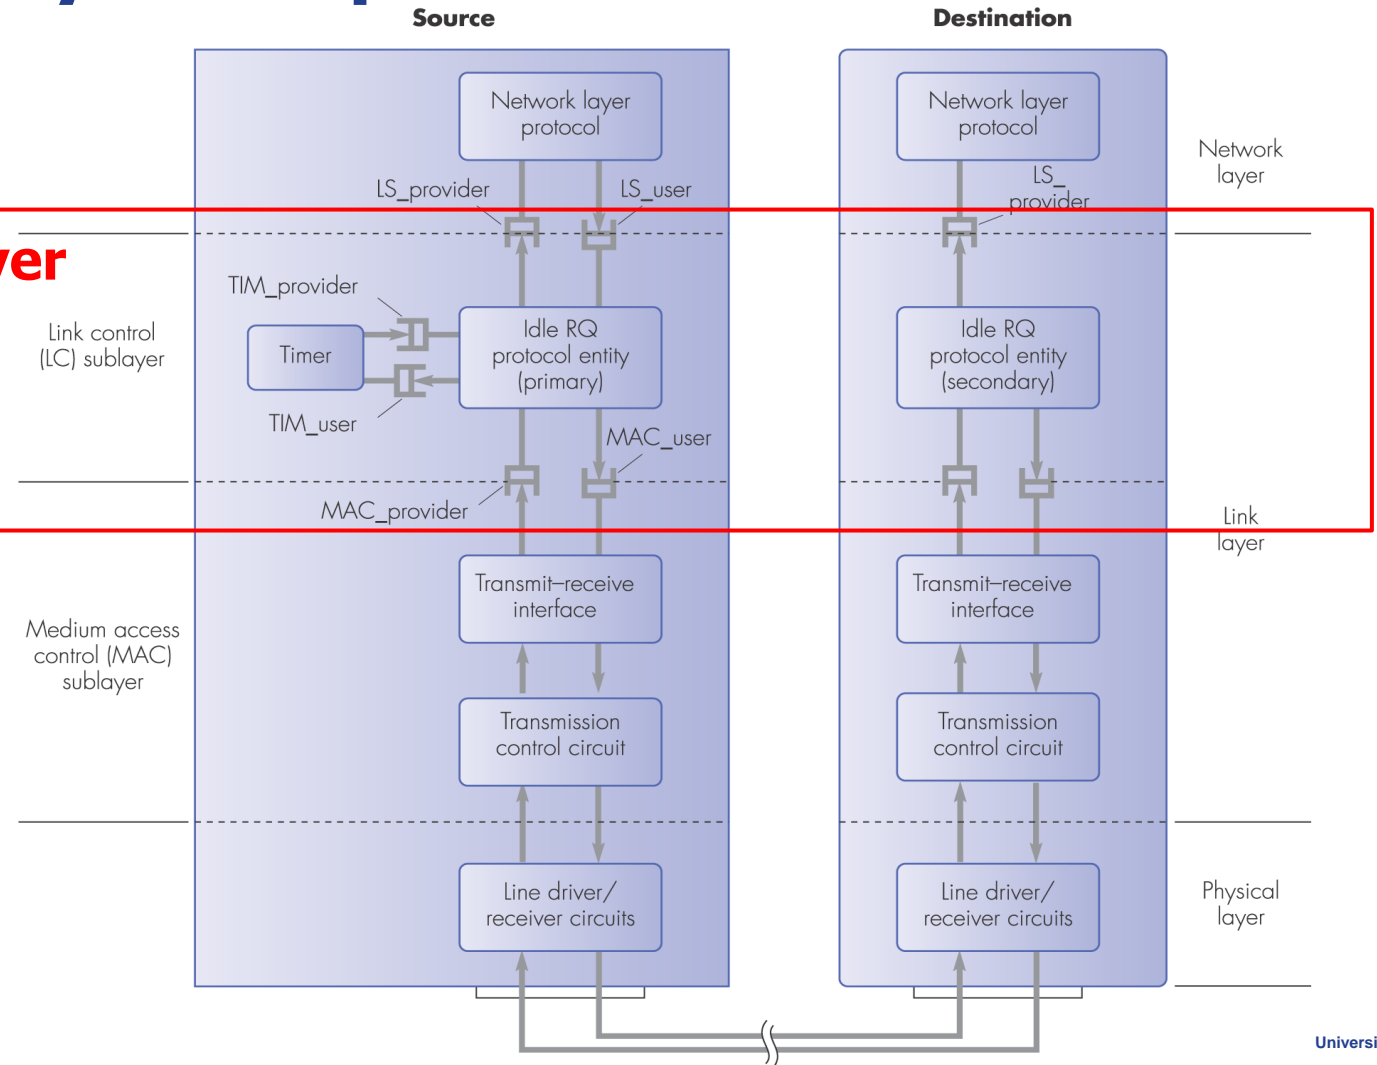 Source
Destination
Network layer
protocol
Network layer
protocol
Network
layer
LS_provider
LS_user
LS_
provider
yer
TIM_provider
Link control
(LC) sublayer
Timer
Idle RQ
protocol entity
(primary)
Idle RQ
protocol entity
(secondary)
TIM_user
MAC_user
MAC_provider
Link
layer
Transmit–receive
interface
Transmit–receive
interface
Medium access
control (MAC)
sublayer
Transmission
control circuit
Transmission
control circuit
Line driver/
receiver circuits
Line driver/
receiver circuits
Physical
layer
Universi